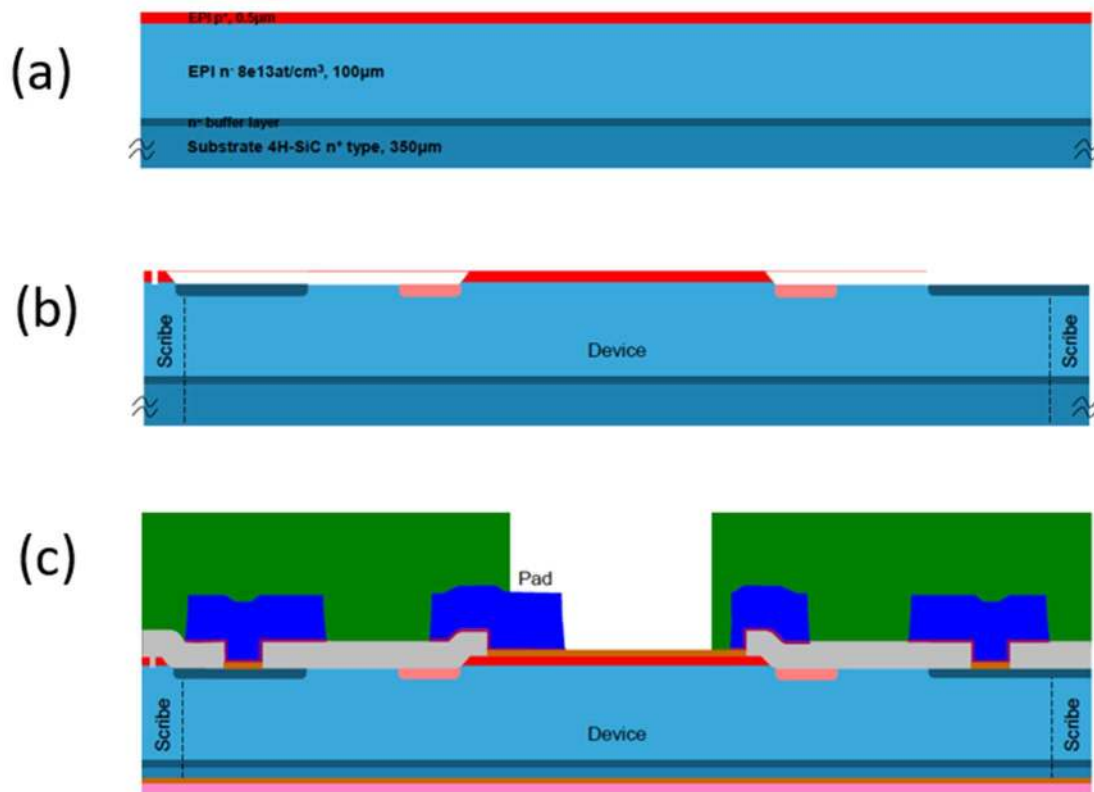 (a)
EPI p⁺, 0.5µm
EPI n⁻ 8e13at/cm³, 100µm
n⁺ buffer layer
Substrate 4H-SiC n⁺ type, 350µm
(b)
Scribe
Device
Scribe
(c)
Pad
Scribe
Device
Scribe